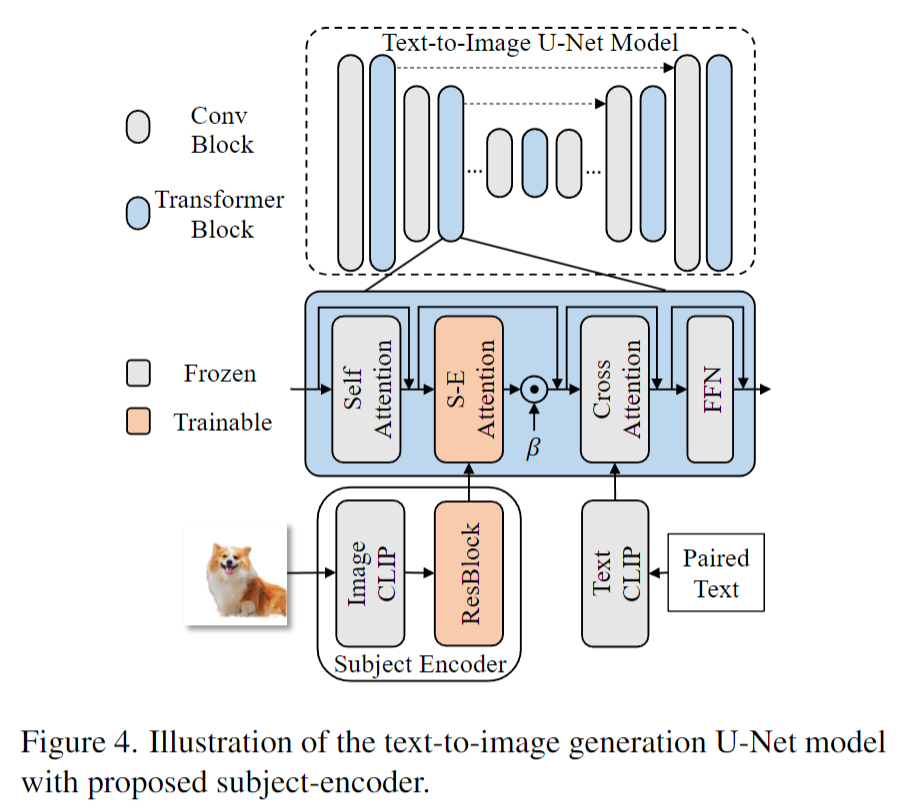 Text-to-Image U-Net Model
Conv
Block
Transformer
Block
...
...
Frozen
Trainable
Self
Attention
S-E
Attention
β
Cross
Attention
FFN
Image
CLIP
ResBlock
Subject Encoder
Text
CLIP
Paired
Text
Figure 4. Illustration of the text-to-image generation U-Net model
with proposed subject-encoder.